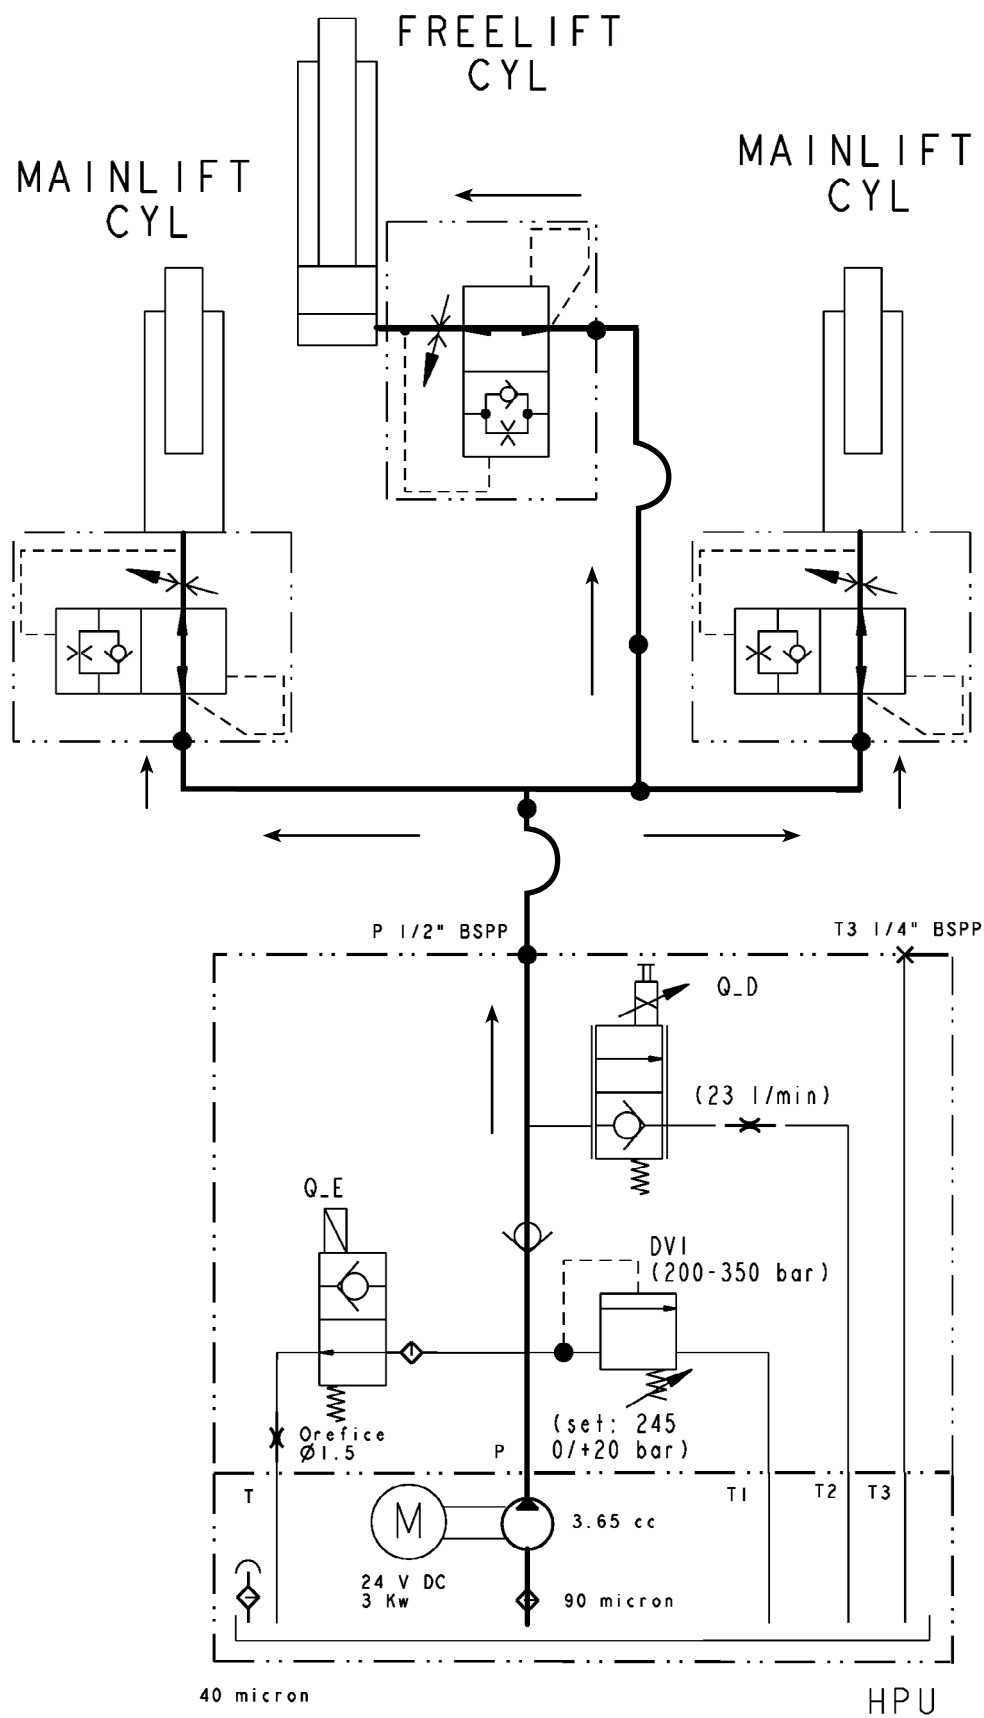 FREELIFT
CYL
MAINLIFT
CYL
MAINLIFT
CYL
P 1/2" BSPP
T3 1/4" BSPP
Q_D
(23 l/min)
Q_E
DV1
(200-350 bar)
(set: 245
0/+20 bar)
Orefice
Ø1.5
P
T
T1
T2
T3
M
3.65 cc
24 V DC
3 Kw
90 micron
40 micron
HPU